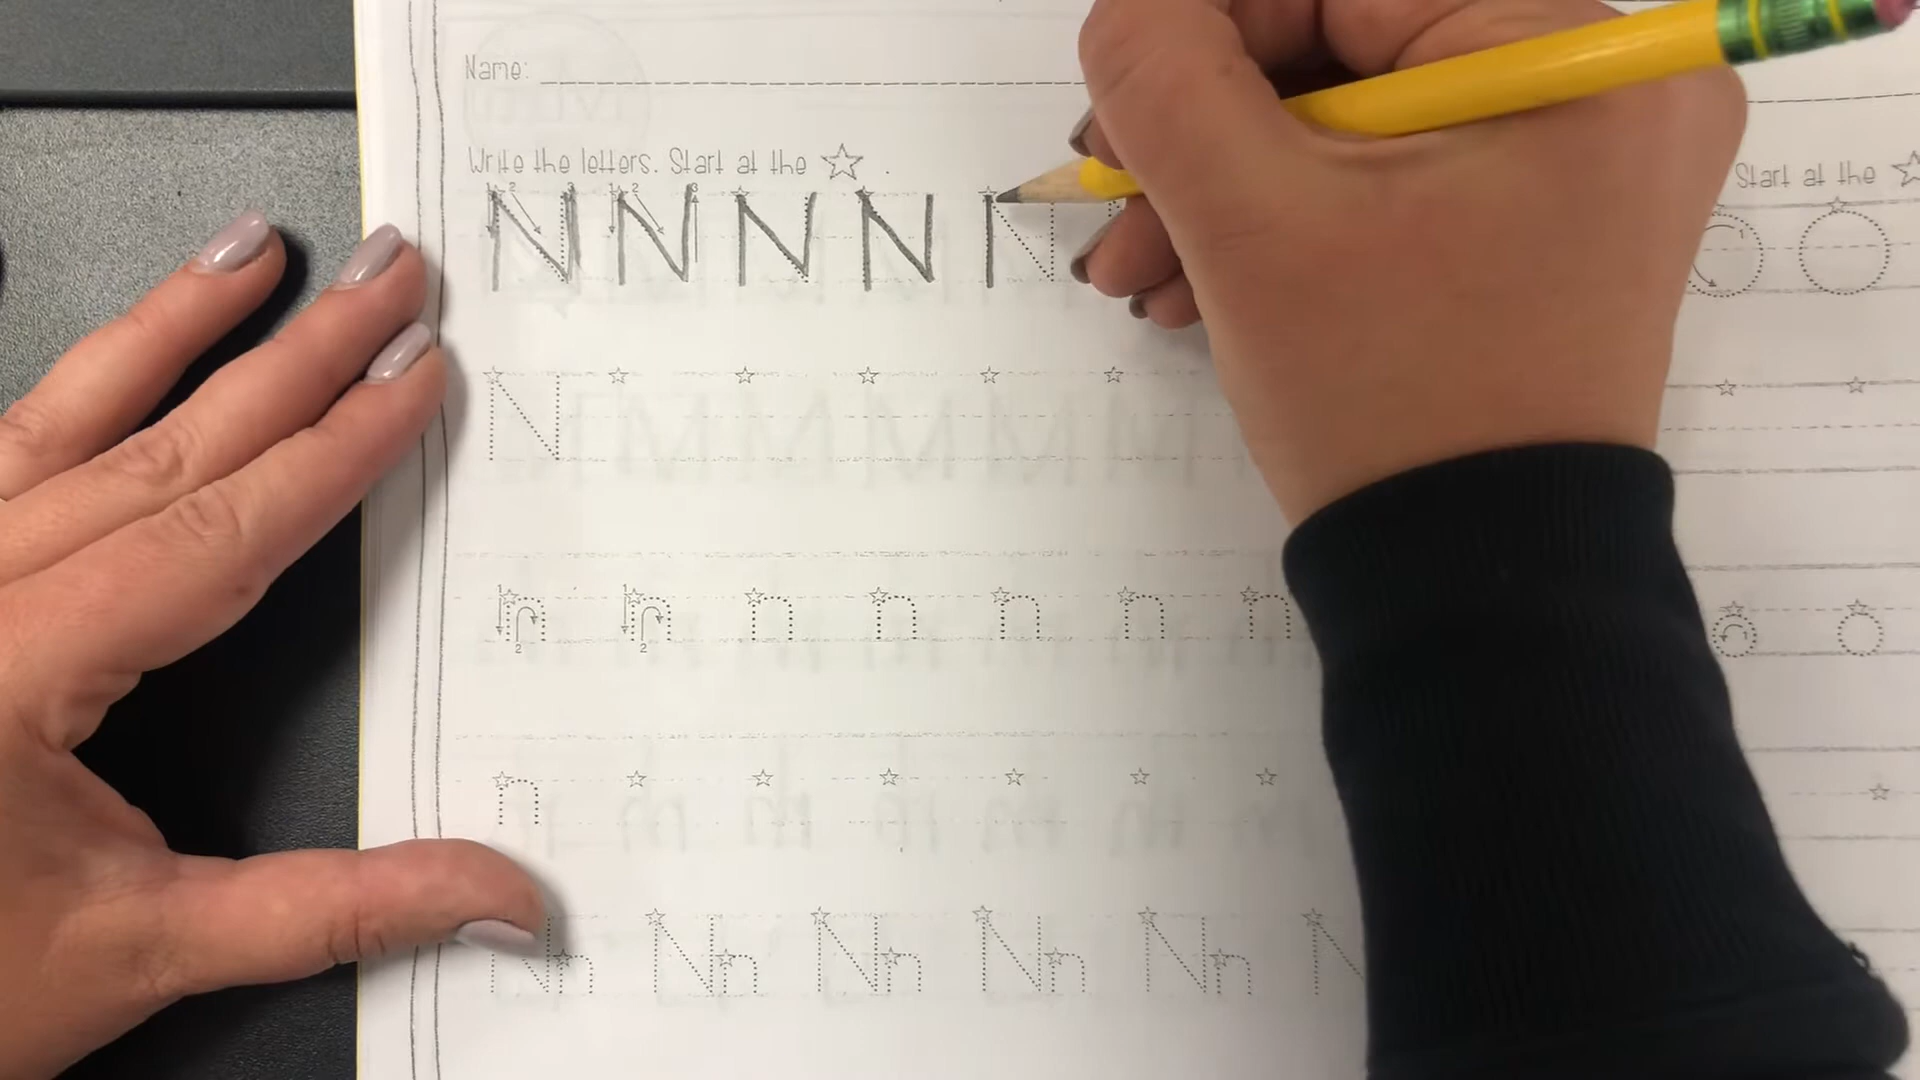 Name:
Write the letters. Start at the ☆ .
N N N N N
N
n n n n n n n
n
Nn Nn Nn Nn Nn N
Start at the ☆
O O
o o